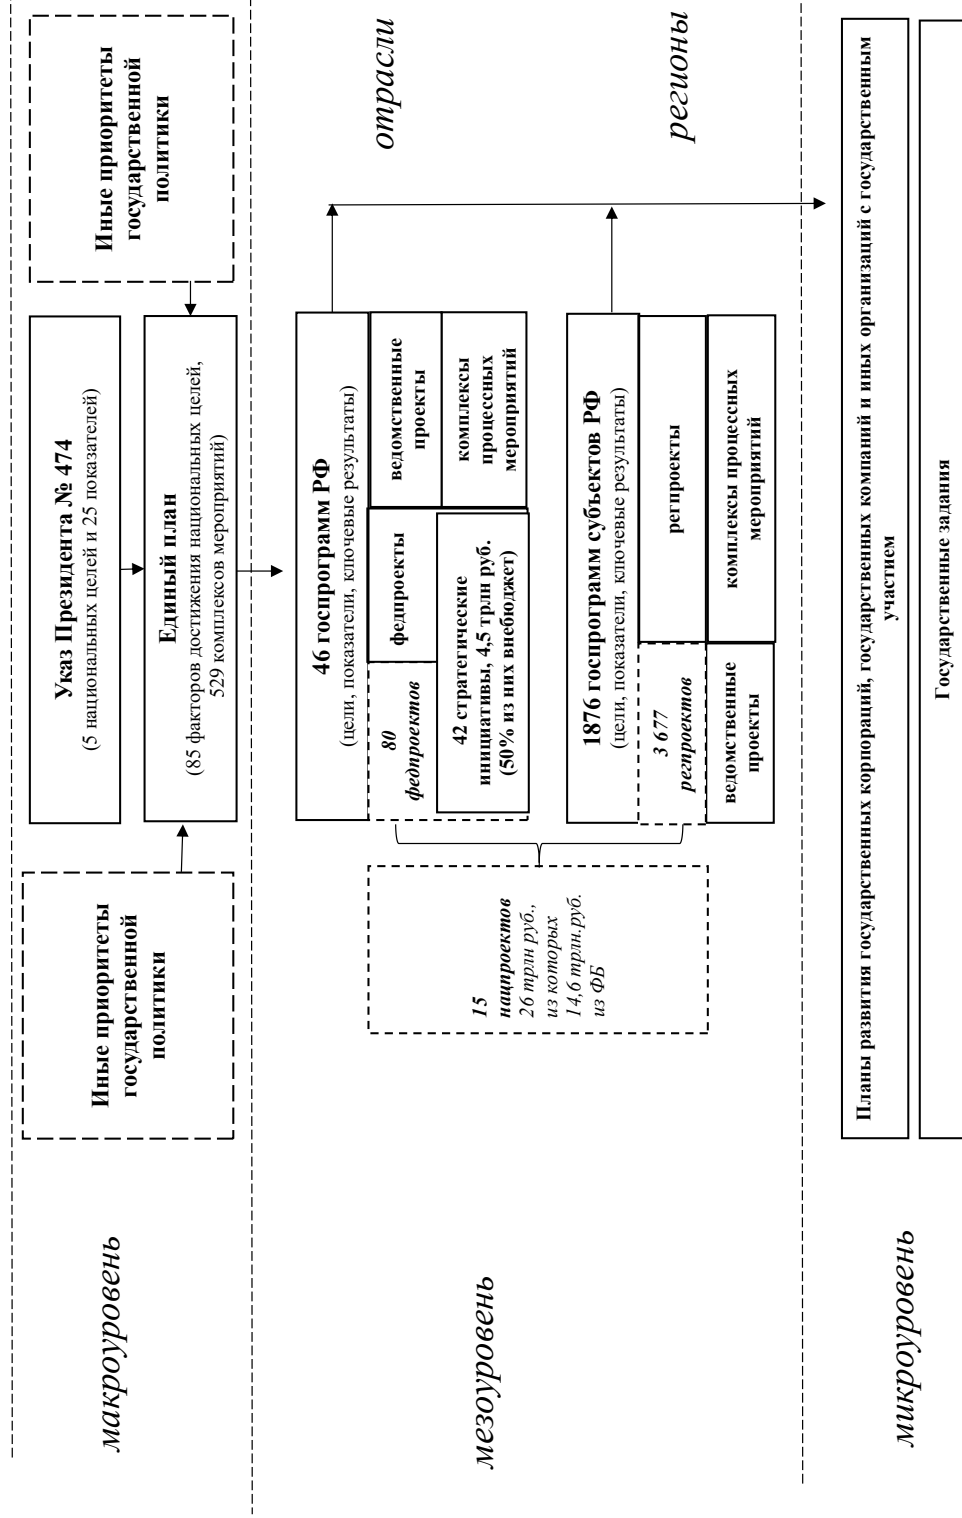 макроуровень
Иные приоритеты
государственной
политики
Указ Президента № 474
(5 национальных целей и 25 показателей)
Единый план
(85 факторов достижения национальных целей,
529 комплексов мероприятий)
Иные приоритеты
государственной
политики
мезоуровень
15
нацпроектов
26 трлн руб.,
из которых
14,6 трлн.руб.
из ФБ
46 госпрограмм РФ
(цели, показатели, ключевые результаты)
80
федпроектов
федпроекты
ведомственные
проекты
42 стратегические
инициативы, 4,5 трлн руб.
(50% из них внебюджет)
комплексы
процессных
мероприятий
отрасли
1876 госпрограмм субъектов РФ
(цели, показатели, ключевые результаты)
3 677
регпроектов
регпроекты
ведомственные
проекты
комплексы процессных
мероприятий
регионы
микроуровень
Планы развития государственных корпораций, государственных компаний и иных организаций с государственным
участием
Государственные задания